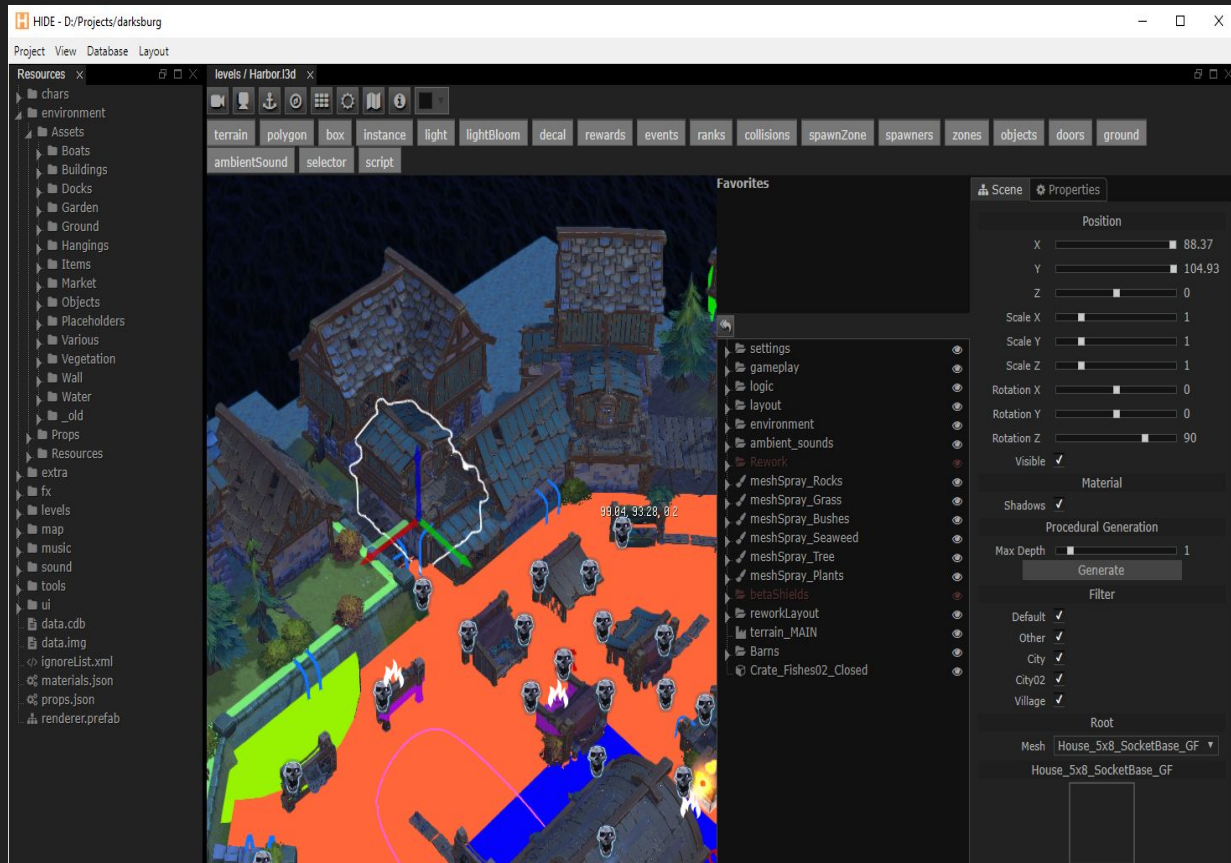 HIDE - D:/Projects/darksburg
Project View Database Layout
Resources x
levels / Harbor.l3d x
chars
environment
Assets
Boats
Buildings
Docks
Garden
Ground
Hangings
Items
Market
Objects
Placeholders
Various
Vegetation
Wall
Water
_old
Props
Resources
extra
fx
levels
map
music
sound
tools
ui
data.cdb
data.img
ignoreList.xml
materials.json
props.json
renderer.prefab
terrain polygon box instance light lightBloom decal rewards events ranks collisions spawnZone spawners zones objects doors ground
ambientSound selector script
99.04, 93.28, 0.2
Favorites
settings
gameplay
logic
layout
environment
ambient_sounds
Rework
meshSpray_Rocks
meshSpray_Grass
meshSpray_Bushes
meshSpray_Seaweed
meshSpray_Tree
meshSpray_Plants
betaShields
reworkLayout
terrain_MAIN
Barns
Crate_Fishes02_Closed
Scene Properties
Position
X 88.37
Y 104.93
Z 0
Scale X 1
Scale Y 1
Scale Z 1
Rotation X 0
Rotation Y 0
Rotation Z 90
Visible
Material
Shadows
Procedural Generation
Max Depth 1
Generate
Filter
Default
Other
City
City02
Village
Root
Mesh House_5x8_SocketBase_GF
House_5x8_SocketBase_GF